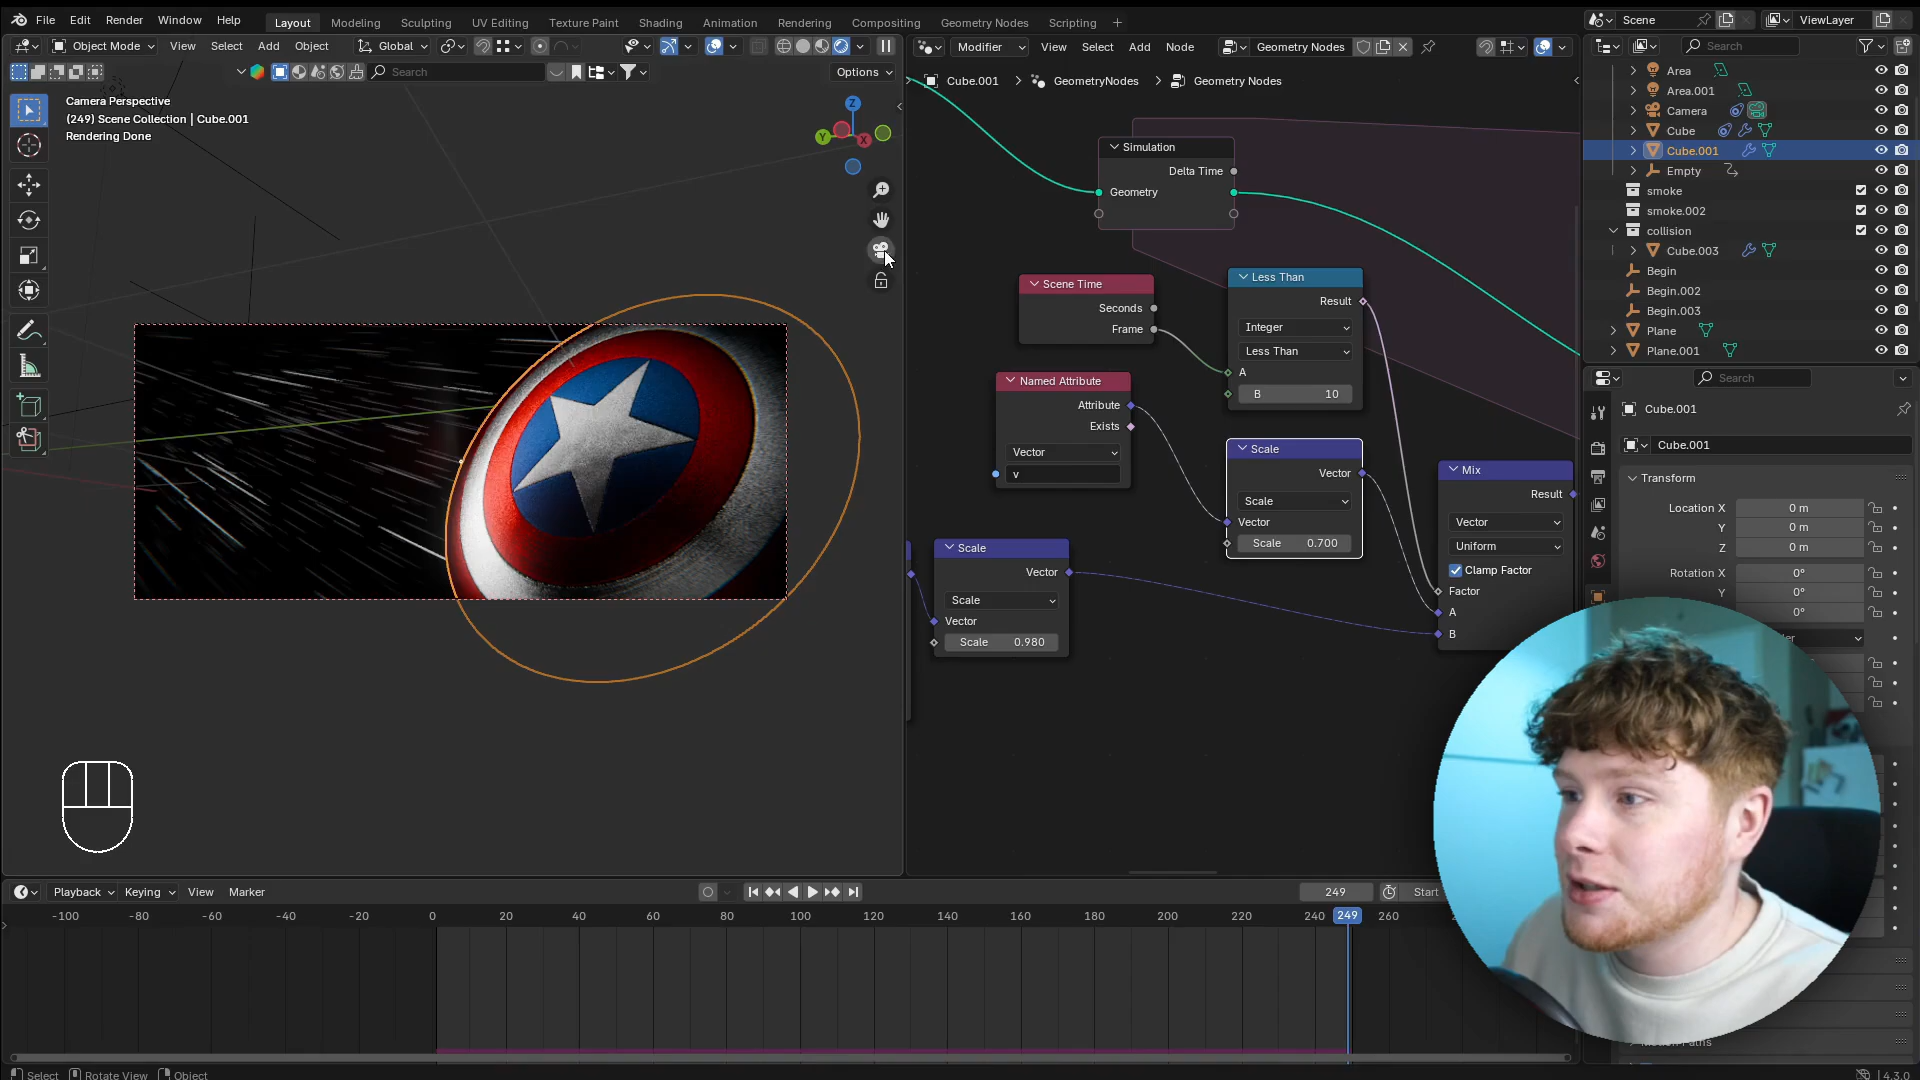 File Edit Render Window Help Layout Modeling Sculpting UV Editing Texture Paint Shading Animation Rendering Compositing Geometry Nodes Scripting + Scene ViewLayer
Object Mode View Select Add Object Global
Modifier View Select Add Node Geometry Nodes
Search
Search Options
Cube.001 > GeometryNodes > Geometry Nodes
Camera Perspective
(249) Scene Collection | Cube.001
Rendering Done
Z
Y
X
Simulation
Delta Time
Geometry
Scene Time
Seconds
Frame
Less Than
Result
Integer
Less Than
A
B 10
Named Attribute
Attribute
Exists
Vector
v
Scale
Vector
Scale
Vector
Scale 0.700
Scale
Vector
Scale
Vector
Scale 0.980
Mix
Result
Vector
Uniform
Clamp Factor
Factor
A
B
Area
Area.001
Camera
Cube
Cube.001
Empty
smoke
smoke.002
collision
Cube.003
Begin
Begin.002
Begin.003
Plane
Plane.001
Search
Cube.001
Cube.001
Transform
Location X 0 m
Y 0 m
Z 0 m
Rotation X 0°
Y 0°
0°
Playback Keying View Marker 249 Start
-100 -80 -60 -40 -20 0 20 40 60 80 100 120 140 160 180 200 220 240 249 260
Select Rotate View Object 4.3.0